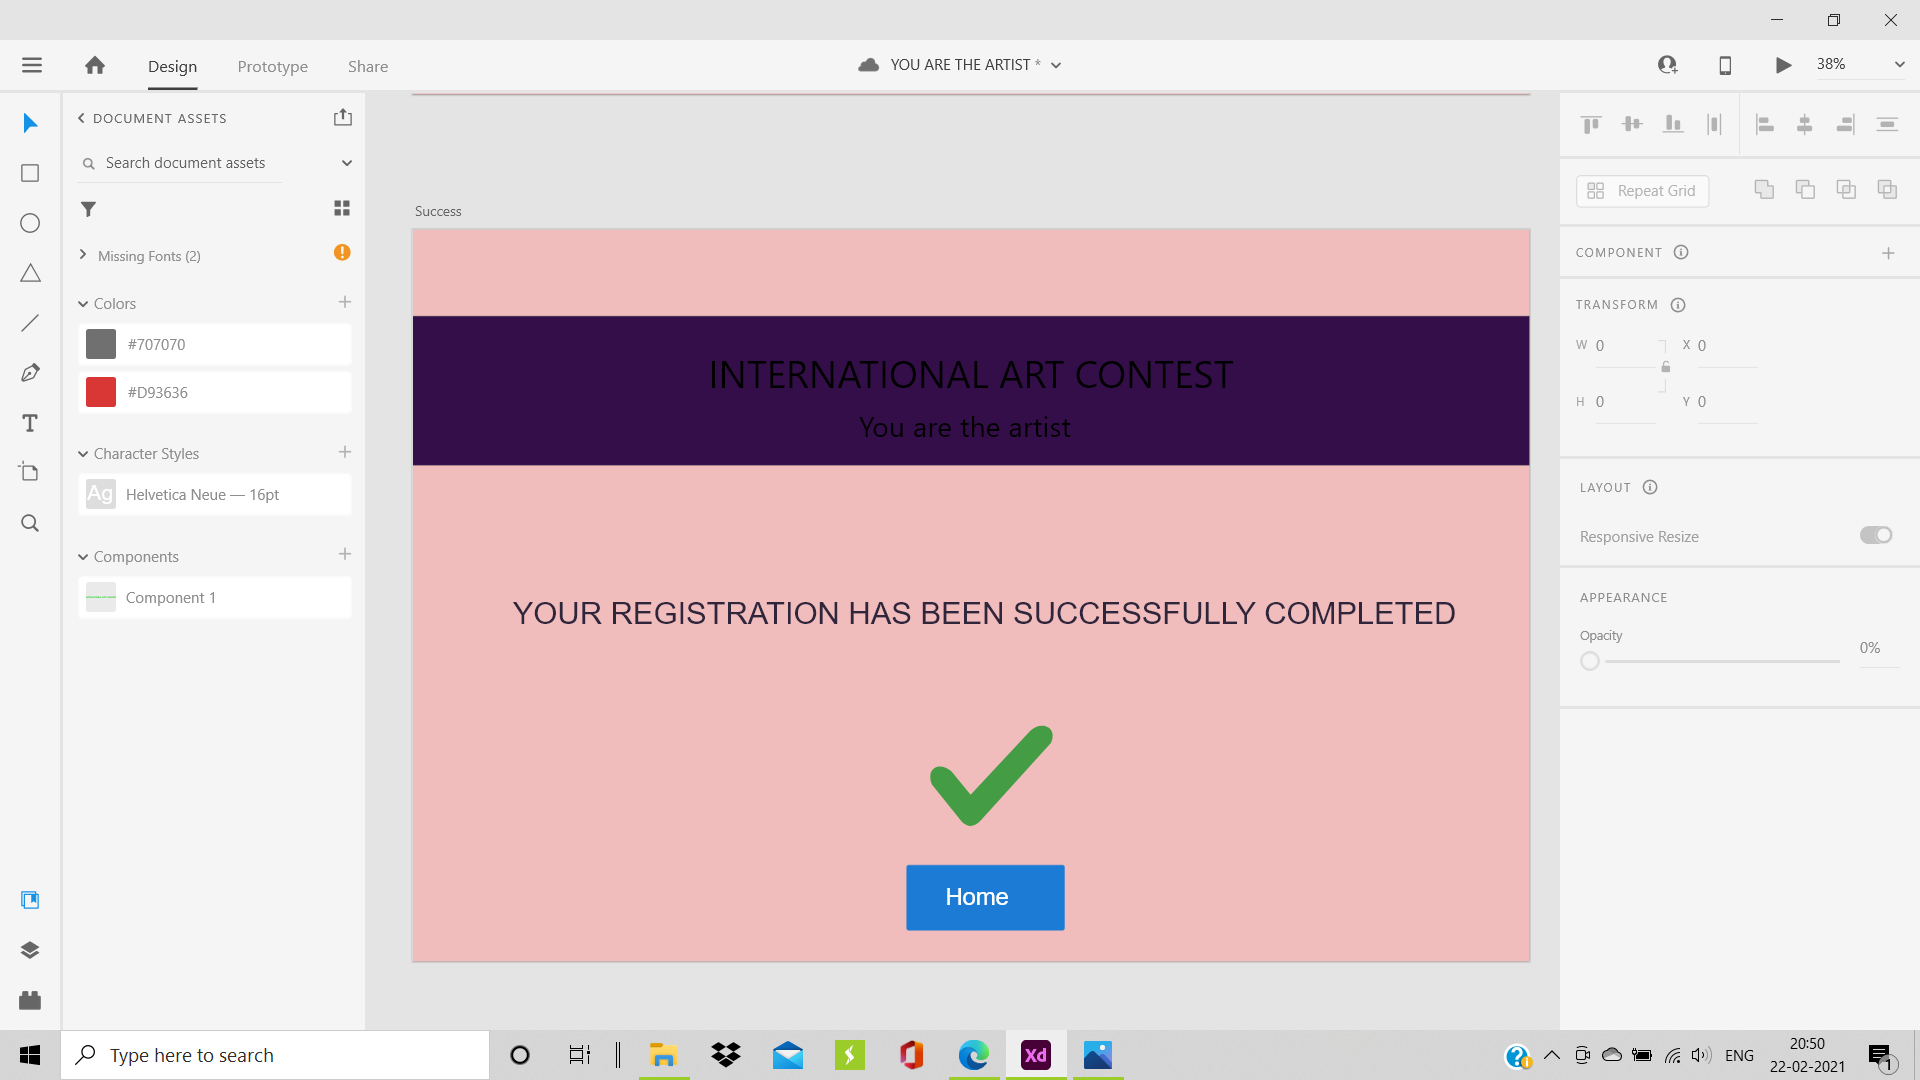 Design
Prototype
Share
YOU ARE THE ARTIST *
38%
DOCUMENT ASSETS
Search document assets
Missing Fonts (2)
Colors
#707070
#D93636
Character Styles
Ag Helvetica Neue — 16pt
Components
Component 1
Success
INTERNATIONAL ART CONTEST
You are the artist
YOUR REGISTRATION HAS BEEN SUCCESSFULLY COMPLETED
Home
Repeat Grid
COMPONENT
TRANSFORM
W 0 X 0
H 0 Y 0
LAYOUT
Responsive Resize
APPEARANCE
Opacity
0%
Type here to search
Xd
ENG
20:50
22-02-2021
1